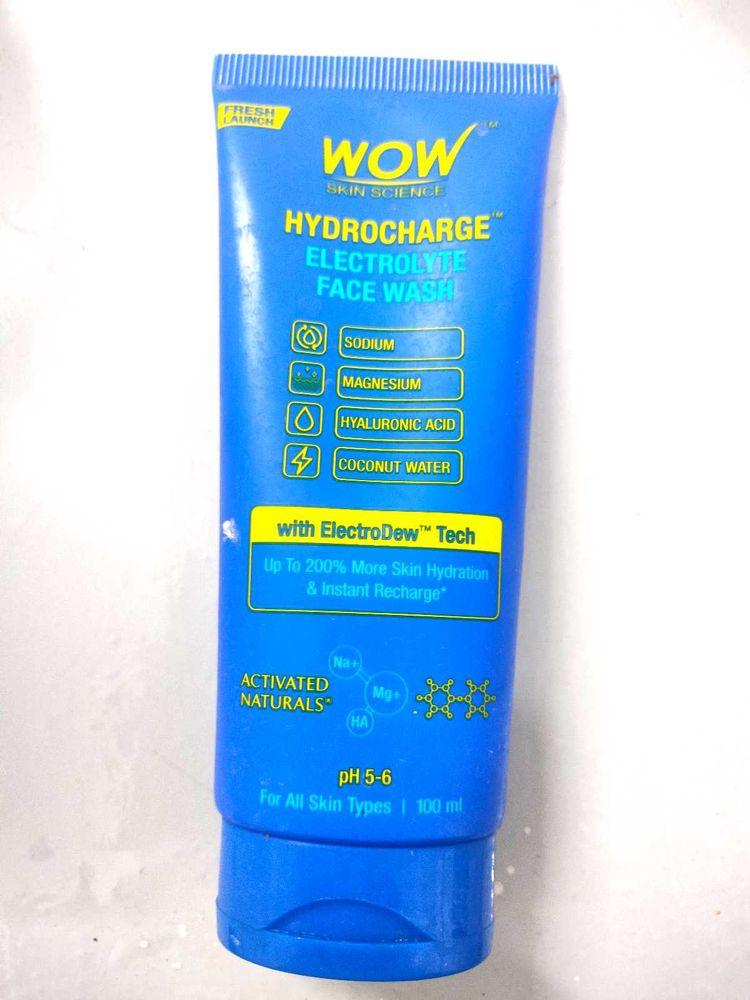 FRESH
LAUNCH
WOW™
SKIN SCIENCE
HYDROCHARGE™
ELECTROLYTE
FACE WASH
SODIUM
MAGNESIUM
HYALURONIC ACID
COCONUT WATER
with ElectroDew™ Tech
Up To 200% More Skin Hydration
& Instant Recharge*
Na+
Mg+
HA
ACTIVATED
NATURALS®
pH 5-6
For All Skin Types | 100 ml